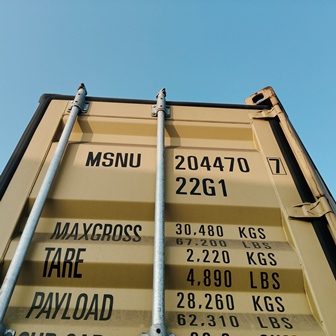 MSNU 204470 7
22G1
MAXGROSS 30.480 KGS
67.200 LBS
TARE 2.220 KGS
4,890 LBS
PAYLOAD 28.260 KGS
62.310 LBS